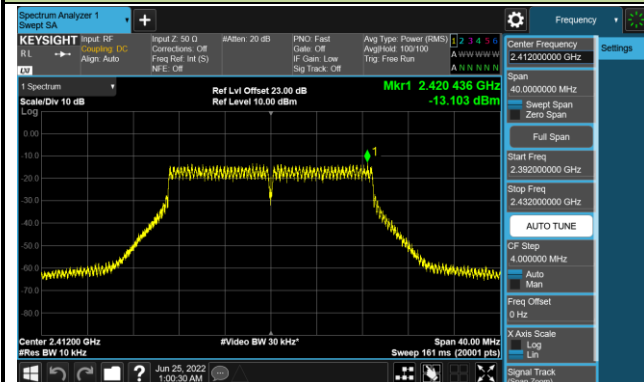 Spectrum Analyzer 1
Swept SA
+
Frequency
KEYSIGHT
R L
LXI
Input: RF
Coupling: DC
Align: Auto
Input Z: 50 Ω
Corrections: Off
Freq Ref: Int (S)
NFE: Off
#Atten: 20 dB
PNO: Fast
Gate: Off
IF Gain: Low
Sig Track: Off
Avg Type: Power (RMS)
Avg|Hold: 100/100
Trig: Free Run
1 2 3 4 5 6
A W W W W W
A N N N N N
Center Frequency
2.412000000 GHz
Settings
Span
40.0000000 MHz
Swept Span
Zero Span
Full Span
Start Freq
2.392000000 GHz
Stop Freq
2.432000000 GHz
AUTO TUNE
CF Step
4.000000 MHz
Auto
Man
Freq Offset
0 Hz
X Axis Scale
Log
Lin
Signal Track
(Span Zoom)
1 Spectrum
Scale/Div 10 dB
Log
Ref Lvl Offset 23.00 dB
Ref Level 10.00 dBm
Mkr1 2.420 436 GHz
-13.103 dBm
1
0.00
-10.0
-20.0
-30.0
-40.0
-50.0
-60.0
-70.0
-80.0
Center 2.41200 GHz
#Res BW 10 kHz
#Video BW 30 kHz*
Span 40.00 MHz
Sweep 161 ms (20001 pts)
?
Jun 25, 2022
1:00:30 AM